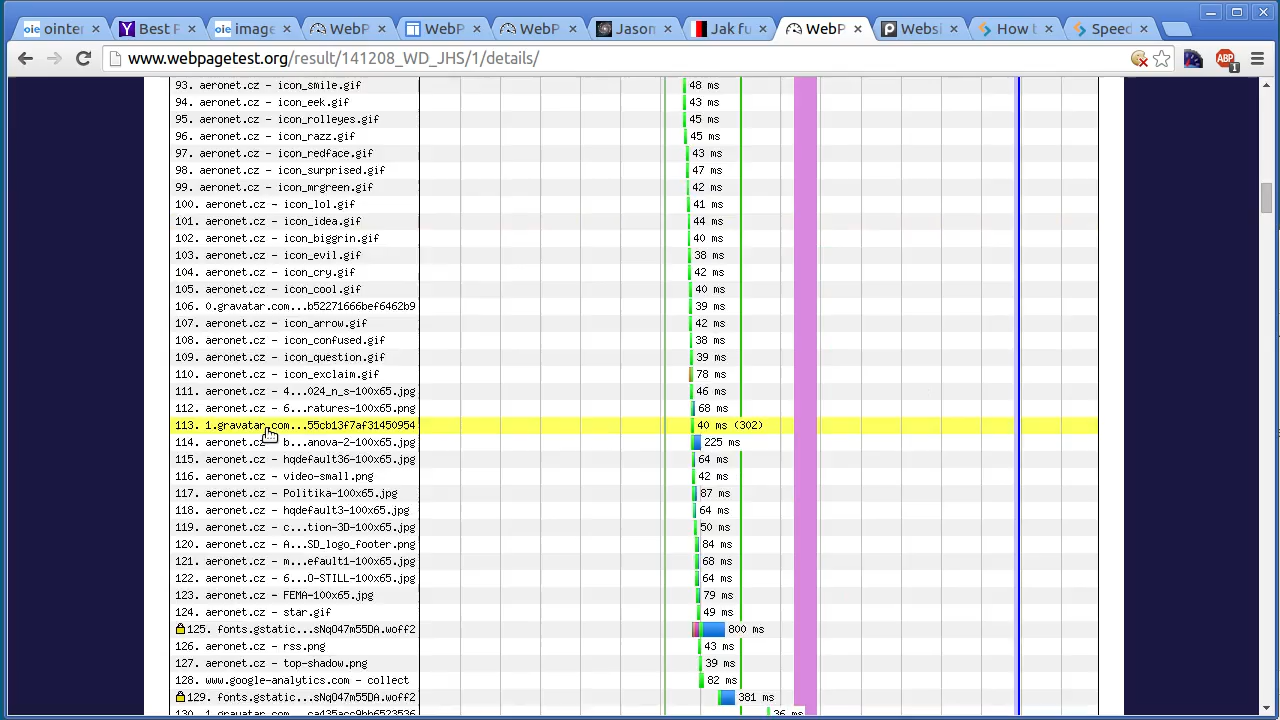 ointer
Best P
image
WebP
WebP
WebP
Jason
Jak fu
WebP
Websi
How t
Speed
www.webpagetest.org/result/141208_WD_JHS/1/details/
ABP
1
93. aeronet.cz - icon_smile.gif 48 ms
94. aeronet.cz - icon_eek.gif 43 ms
95. aeronet.cz - icon_rolleyes.gif 45 ms
96. aeronet.cz - icon_razz.gif 45 ms
97. aeronet.cz - icon_redface.gif 43 ms
98. aeronet.cz - icon_surprised.gif 47 ms
99. aeronet.cz - icon_mrgreen.gif 42 ms
100. aeronet.cz - icon_lol.gif 41 ms
101. aeronet.cz - icon_idea.gif 44 ms
102. aeronet.cz - icon_biggrin.gif 40 ms
103. aeronet.cz - icon_evil.gif 38 ms
104. aeronet.cz - icon_cry.gif 42 ms
105. aeronet.cz - icon_cool.gif 40 ms
106. 0.gravatar.com...b52271666bef6462b9 39 ms
107. aeronet.cz - icon_arrow.gif 42 ms
108. aeronet.cz - icon_confused.gif 38 ms
109. aeronet.cz - icon_question.gif 39 ms
110. aeronet.cz - icon_exclaim.gif 78 ms
111. aeronet.cz - 4...024_n_s-100x65.jpg 46 ms
112. aeronet.cz - 6...ratures-100x65.png 68 ms
113. 1.gravatar.com...55cb13f7af31450954 40 ms (302)
114. aeronet.cz - b...anova-2-100x65.jpg 225 ms
115. aeronet.cz - hqdefault36-100x65.jpg 64 ms
116. aeronet.cz - video-small.png 42 ms
117. aeronet.cz - Politika-100x65.jpg 87 ms
118. aeronet.cz - hqdefault3-100x65.jpg 64 ms
119. aeronet.cz - c...tion-3D-100x65.jpg 50 ms
120. aeronet.cz - A...SD_logo_footer.png 84 ms
121. aeronet.cz - m...efault1-100x65.jpg 68 ms
122. aeronet.cz - 6...O-STILL-100x65.jpg 64 ms
123. aeronet.cz - FEMA-100x65.jpg 79 ms
124. aeronet.cz - star.gif 49 ms
125. fonts.gstatic...sNqO47m55DA.woff2 800 ms
126. aeronet.cz - rss.png 43 ms
127. aeronet.cz - top-shadow.png 39 ms
128. www.google-analytics.com - collect 82 ms
129. fonts.gstatic...sNqO47m55DA.woff2 381 ms
130. 1.gravatar.com...cad35acc9bb6523536 36 ms